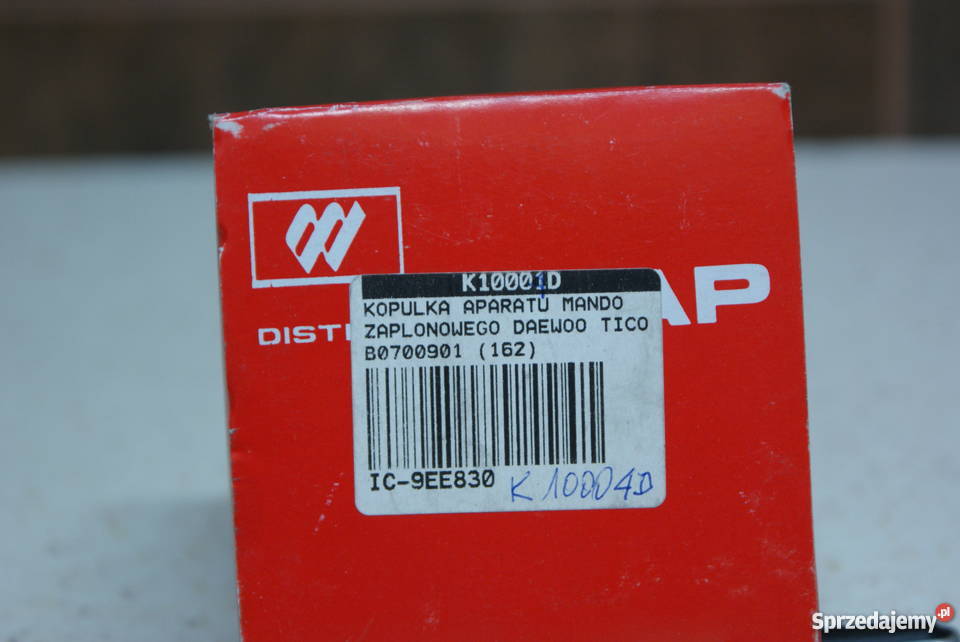 K10001D
KOPULKA APARATU MANDO
ZAPLONOWEGO DAEWOO TICO
B0700901 (162)
IC-9EE830
K10004D
DIST
AP
Sprzedajemy.pl